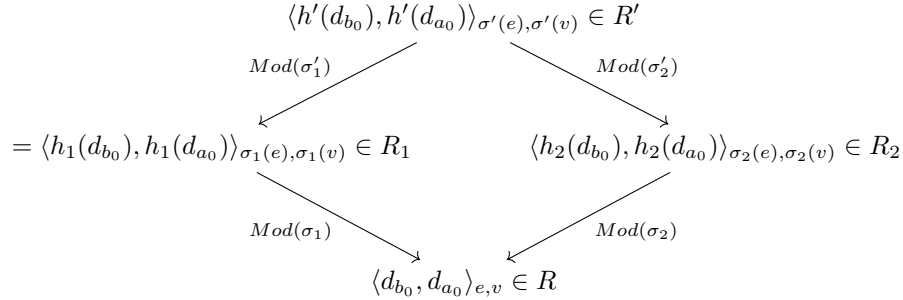 ⟨h′(d_{b_0}), h′(d_{a_0})⟩_{σ′(e),σ′(v)} ∈ R′
Mod(σ′_1) Mod(σ′_2)
= ⟨h_1(d_{b_0}), h_1(d_{a_0})⟩_{σ_1(e),σ_1(v)} ∈ R_1 ⟨h_2(d_{b_0}), h_2(d_{a_0})⟩_{σ_2(e),σ_2(v)} ∈ R_2
Mod(σ_1) Mod(σ_2)
⟨d_{b_0}, d_{a_0}⟩_{e,v} ∈ R